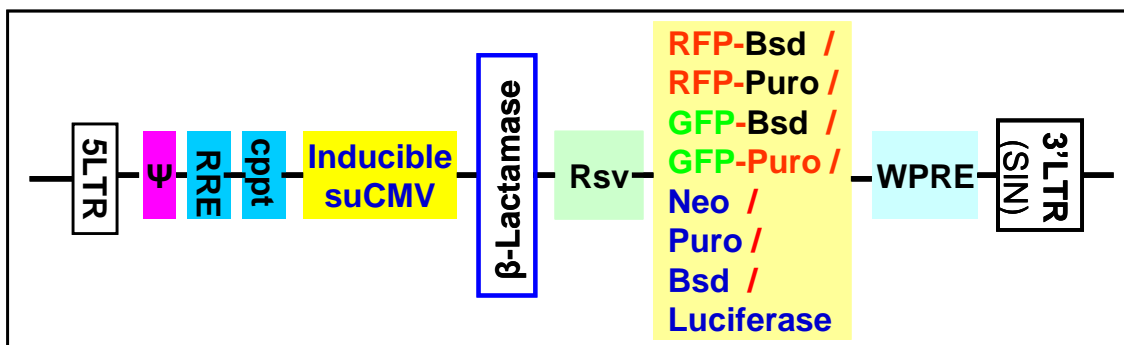 5LTR
Ψ
RRE
cppt
Inducible
suCMV
β-Lactamase
Rsv
RFP-Bsd /
RFP-Puro /
GFP-Bsd /
GFP-Puro /
Neo /
Puro /
Bsd /
Luciferase
WPRE
3'LTR
(SIN)